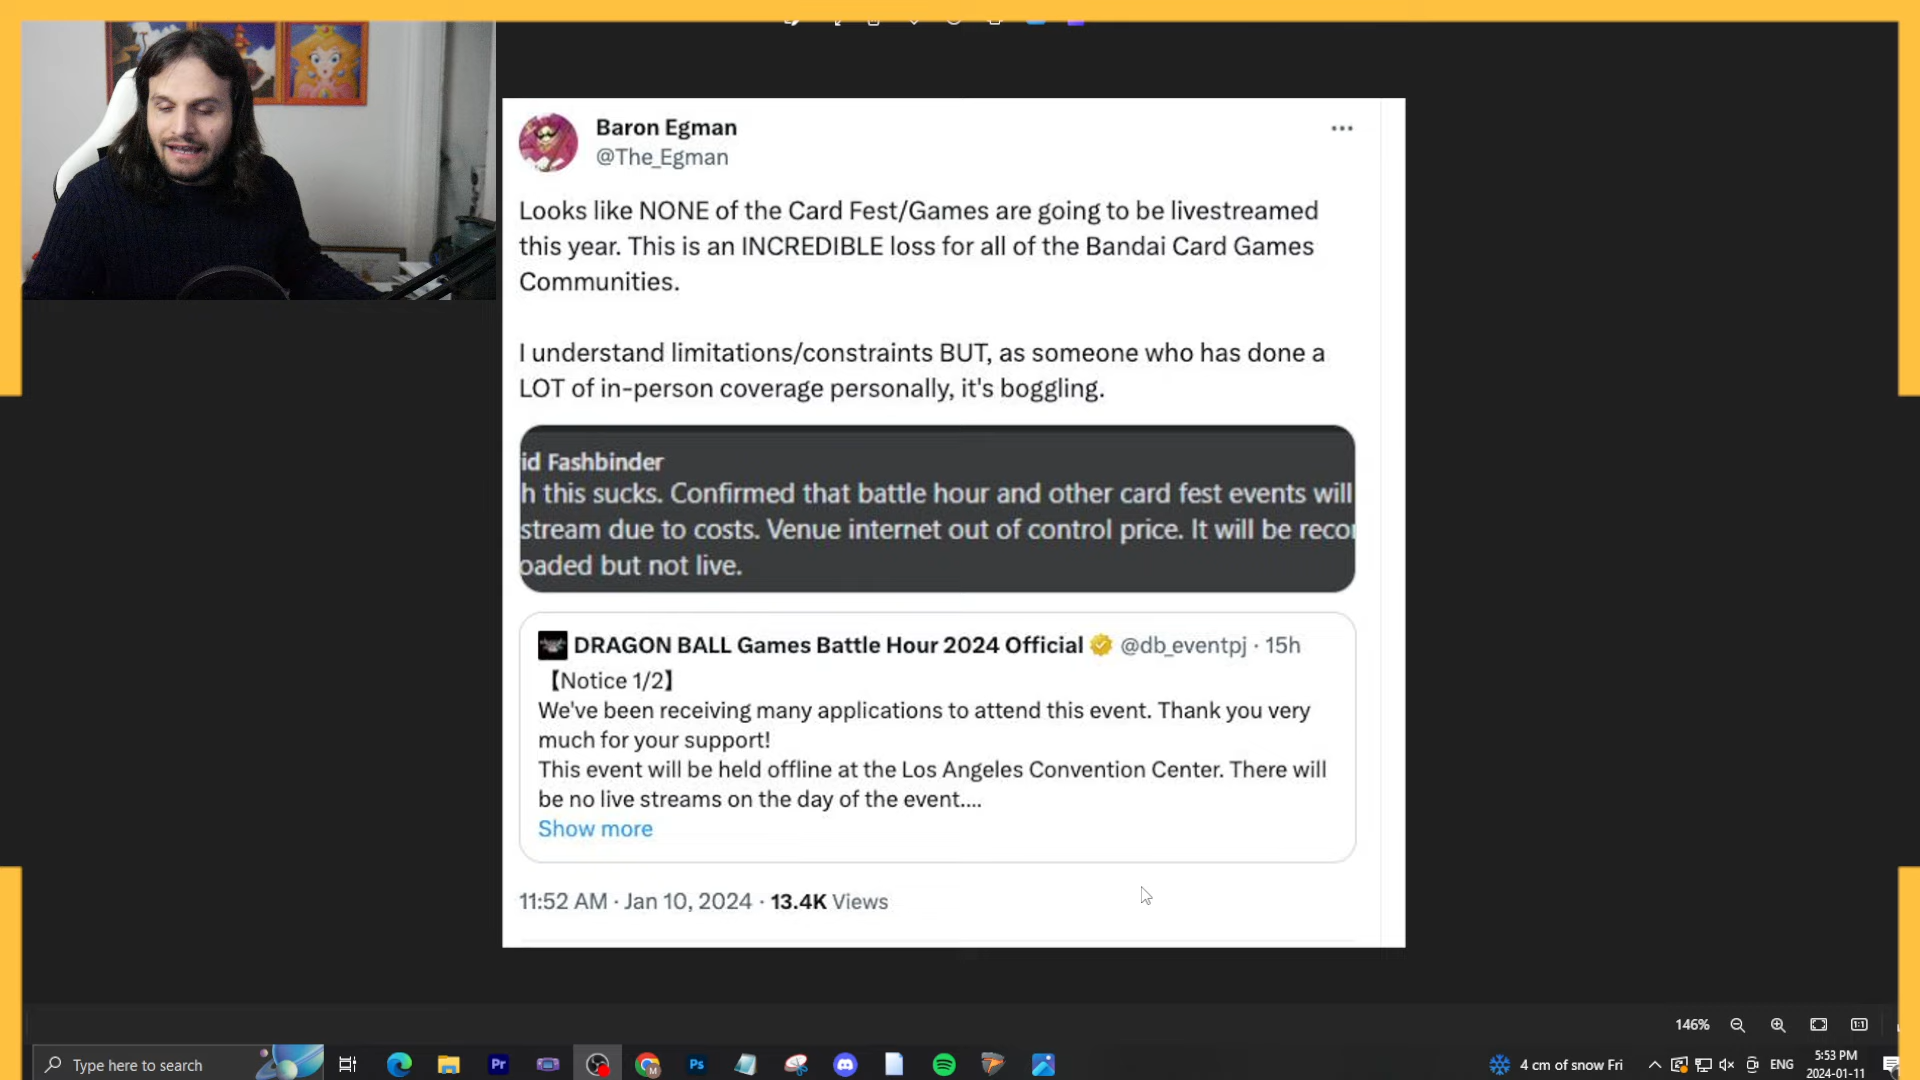 Baron Egman
@The_Egman
Looks like NONE of the Card Fest/Games are going to be livestreamed
this year. This is an INCREDIBLE loss for all of the Bandai Card Games
Communities.
I understand limitations/constraints BUT, as someone who has done a
LOT of in-person coverage personally, it's boggling.
id Fashbinder
h this sucks. Confirmed that battle hour and other card fest events will
stream due to costs. Venue internet out of control price. It will be recor
oaded but not live.
DRAGON BALL Games Battle Hour 2024 Official @db_eventpj · 15h
【Notice 1/2】
We've been receiving many applications to attend this event. Thank you very
much for your support!
This event will be held offline at the Los Angeles Convention Center. There will
be no live streams on the day of the event....
Show more
11:52 AM · Jan 10, 2024 · 13.4K Views
146%
1:1
Type here to search
Pr
Ps
4 cm of snow Fri
ENG
5:53 PM
2024-01-11